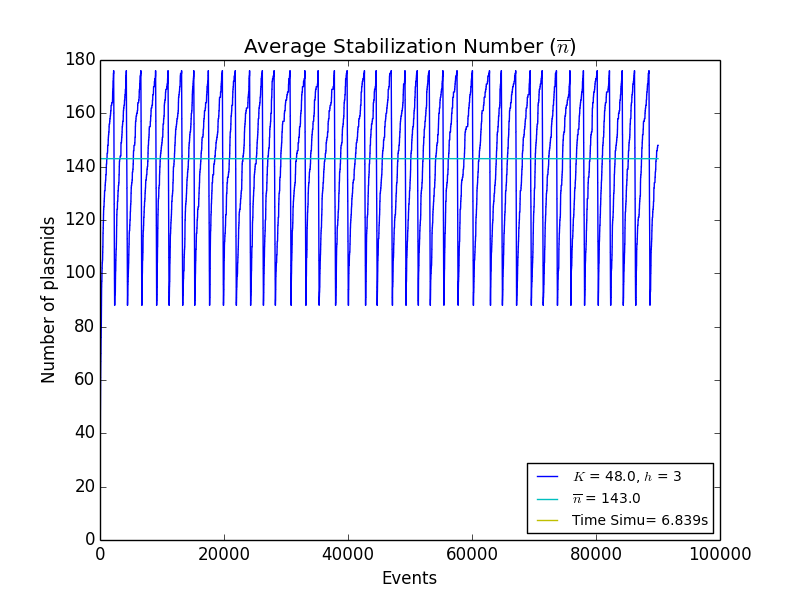 Average Stabilization Number (n̅)
Number of plasmids
180
160
140
120
100
80
60
40
20
0
0 20000 40000 60000 80000 100000
Events
K = 48.0, h = 3
n̅ = 143.0
Time Simu= 6.839s